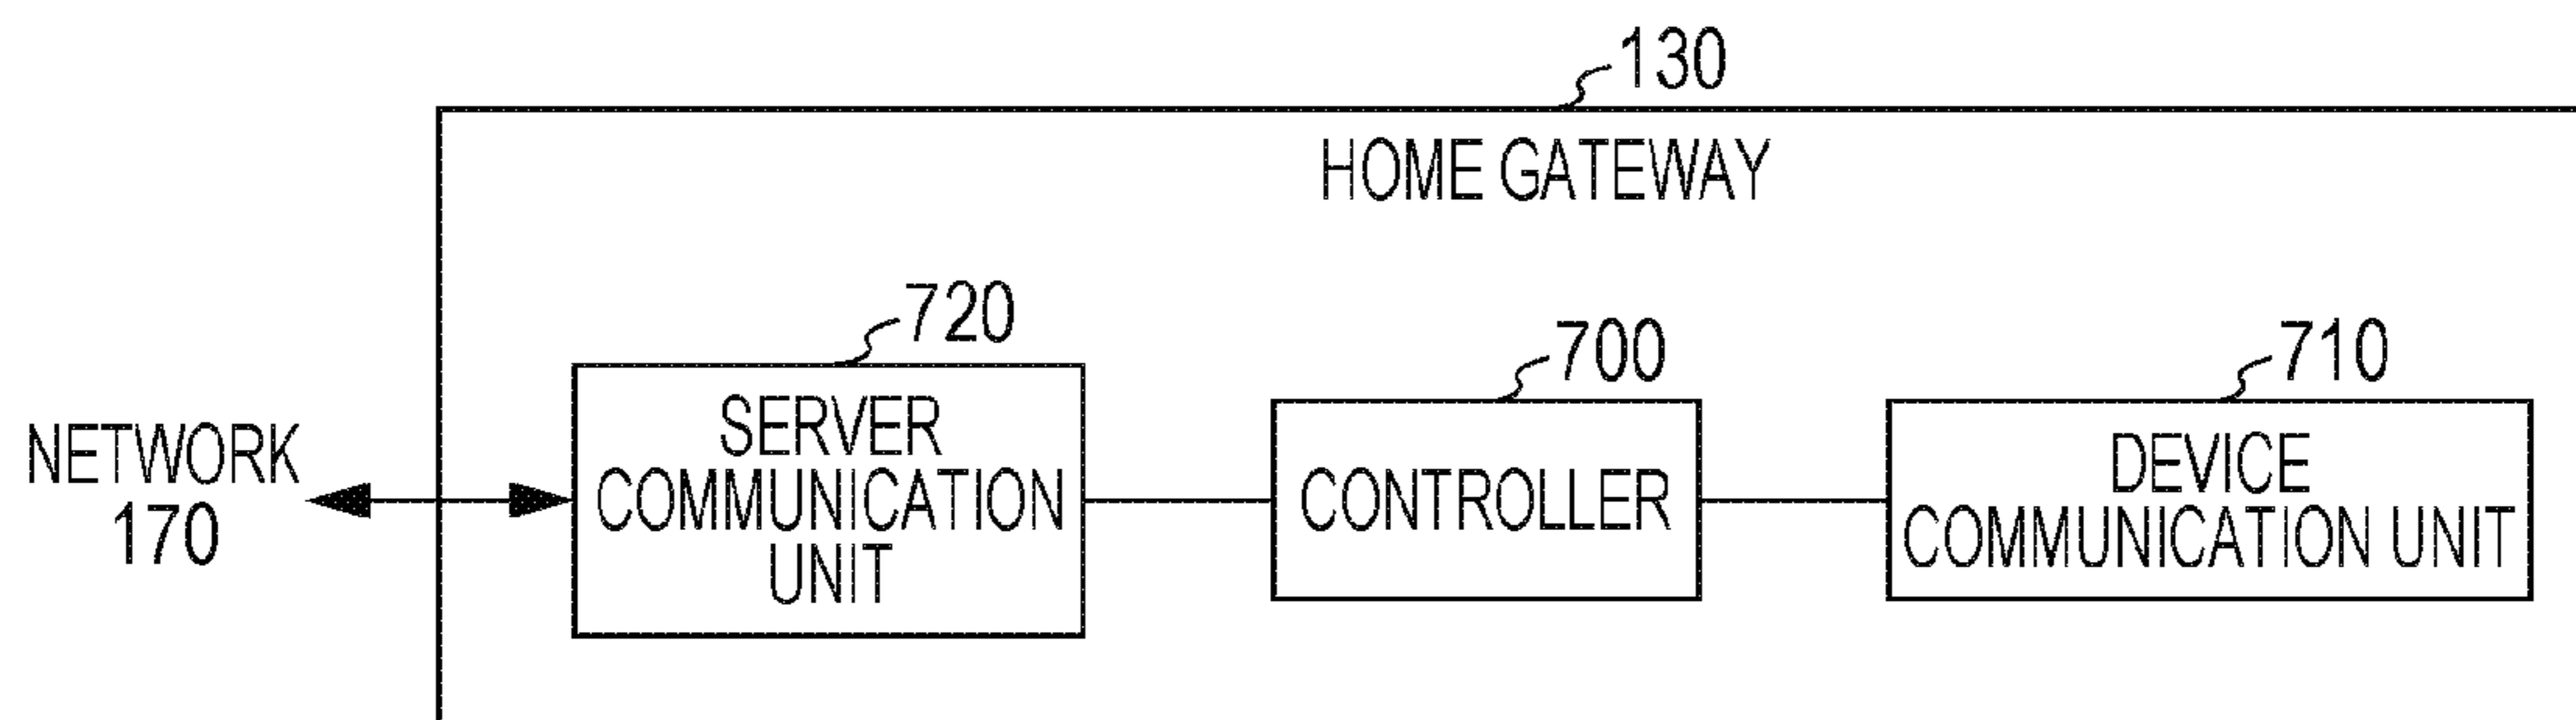 130
HOME GATEWAY
720
700
710
NETWORK
170
SERVER
COMMUNICATION
UNIT
CONTROLLER
DEVICE
COMMUNICATION UNIT